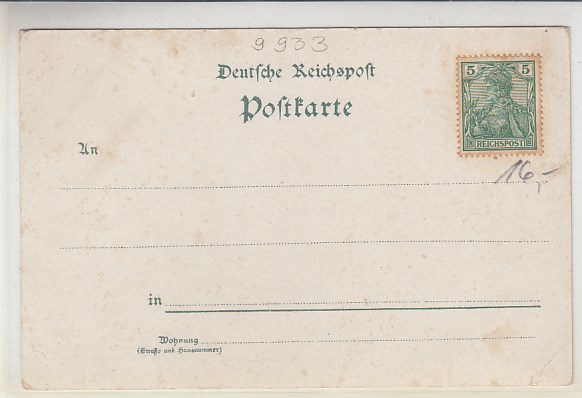 9933
Deutsche Reichspost
Postkarte
5 5
REICHSPOST
16,-
An
in
Wohnung
(Straße und Hausnummer)